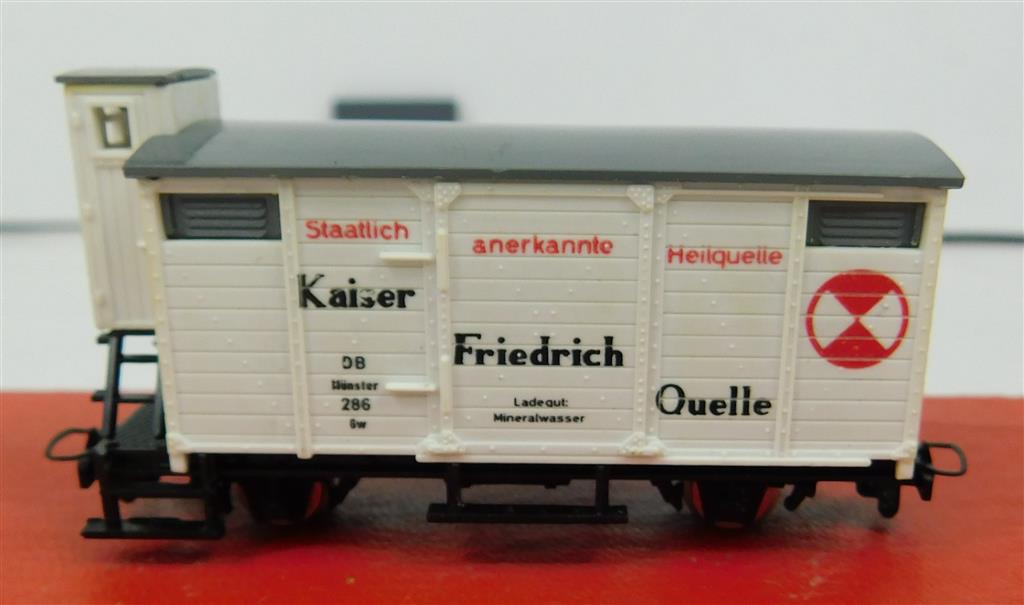 Staatlich anerkannte Heilquelle
Kaiser
Friedrich
Quelle
DB
Münster
286
Gw
Ladegut:
Mineralwasser